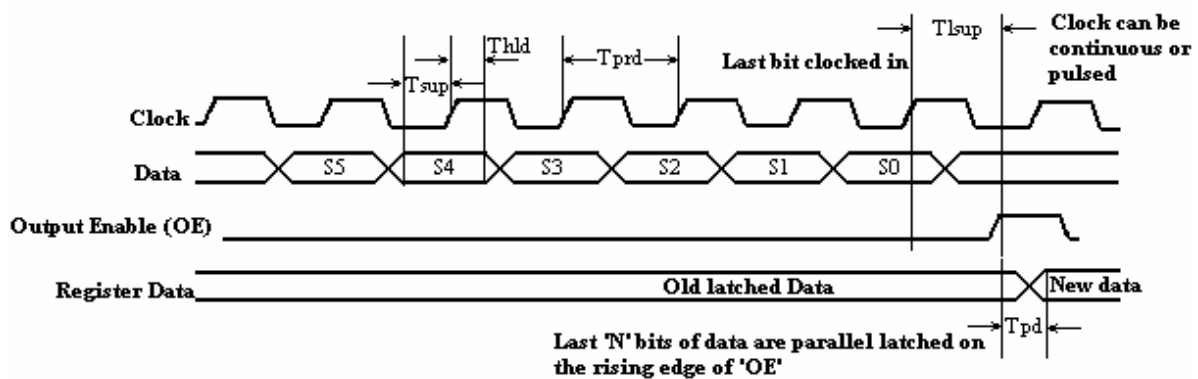 Tlsup
Clock can be
continuous or
pulsed
Thld
Tprd
Last bit clocked in
Tsup
Clock
Data
S5
S4
S3
S2
S1
S0
Output Enable (OE)
Register Data
Old latched Data
New data
Tpd
Last 'N' bits of data are parallel latched on
the rising edge of 'OE'